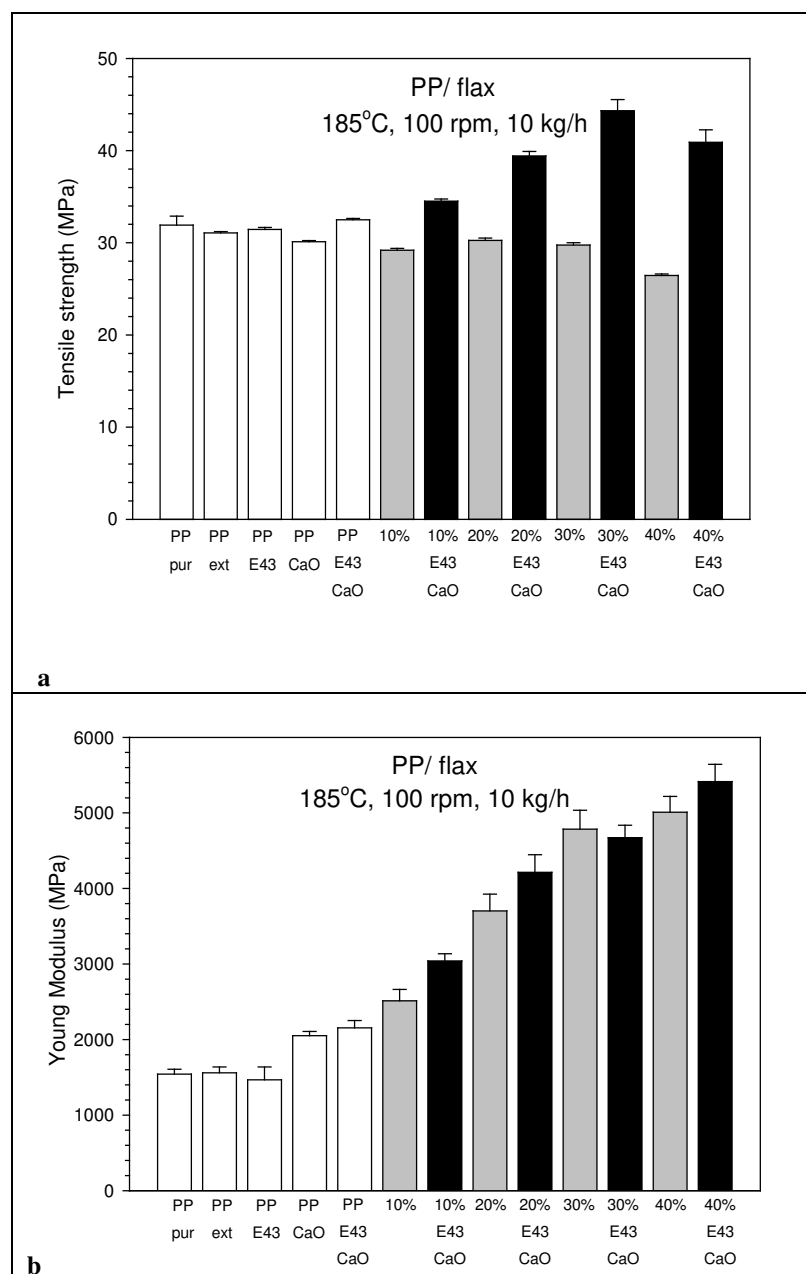 PP/ flax
185°C, 100 rpm, 10 kg/h
Tensile strength (MPa)
50
40
30
20
10
0
PP PP PP PP PP 10% 10% 20% 20% 30% 30% 40% 40%
pur ext E43 CaO E43 E43 E43 E43 E43
CaO CaO CaO CaO CaO
a
PP/ flax
185°C, 100 rpm, 10 kg/h
Young Modulus (MPa)
6000
5000
4000
3000
2000
1000
0
PP PP PP PP PP 10% 10% 20% 20% 30% 30% 40% 40%
pur ext E43 CaO E43 E43 E43 E43 E43
CaO CaO CaO CaO CaO
b